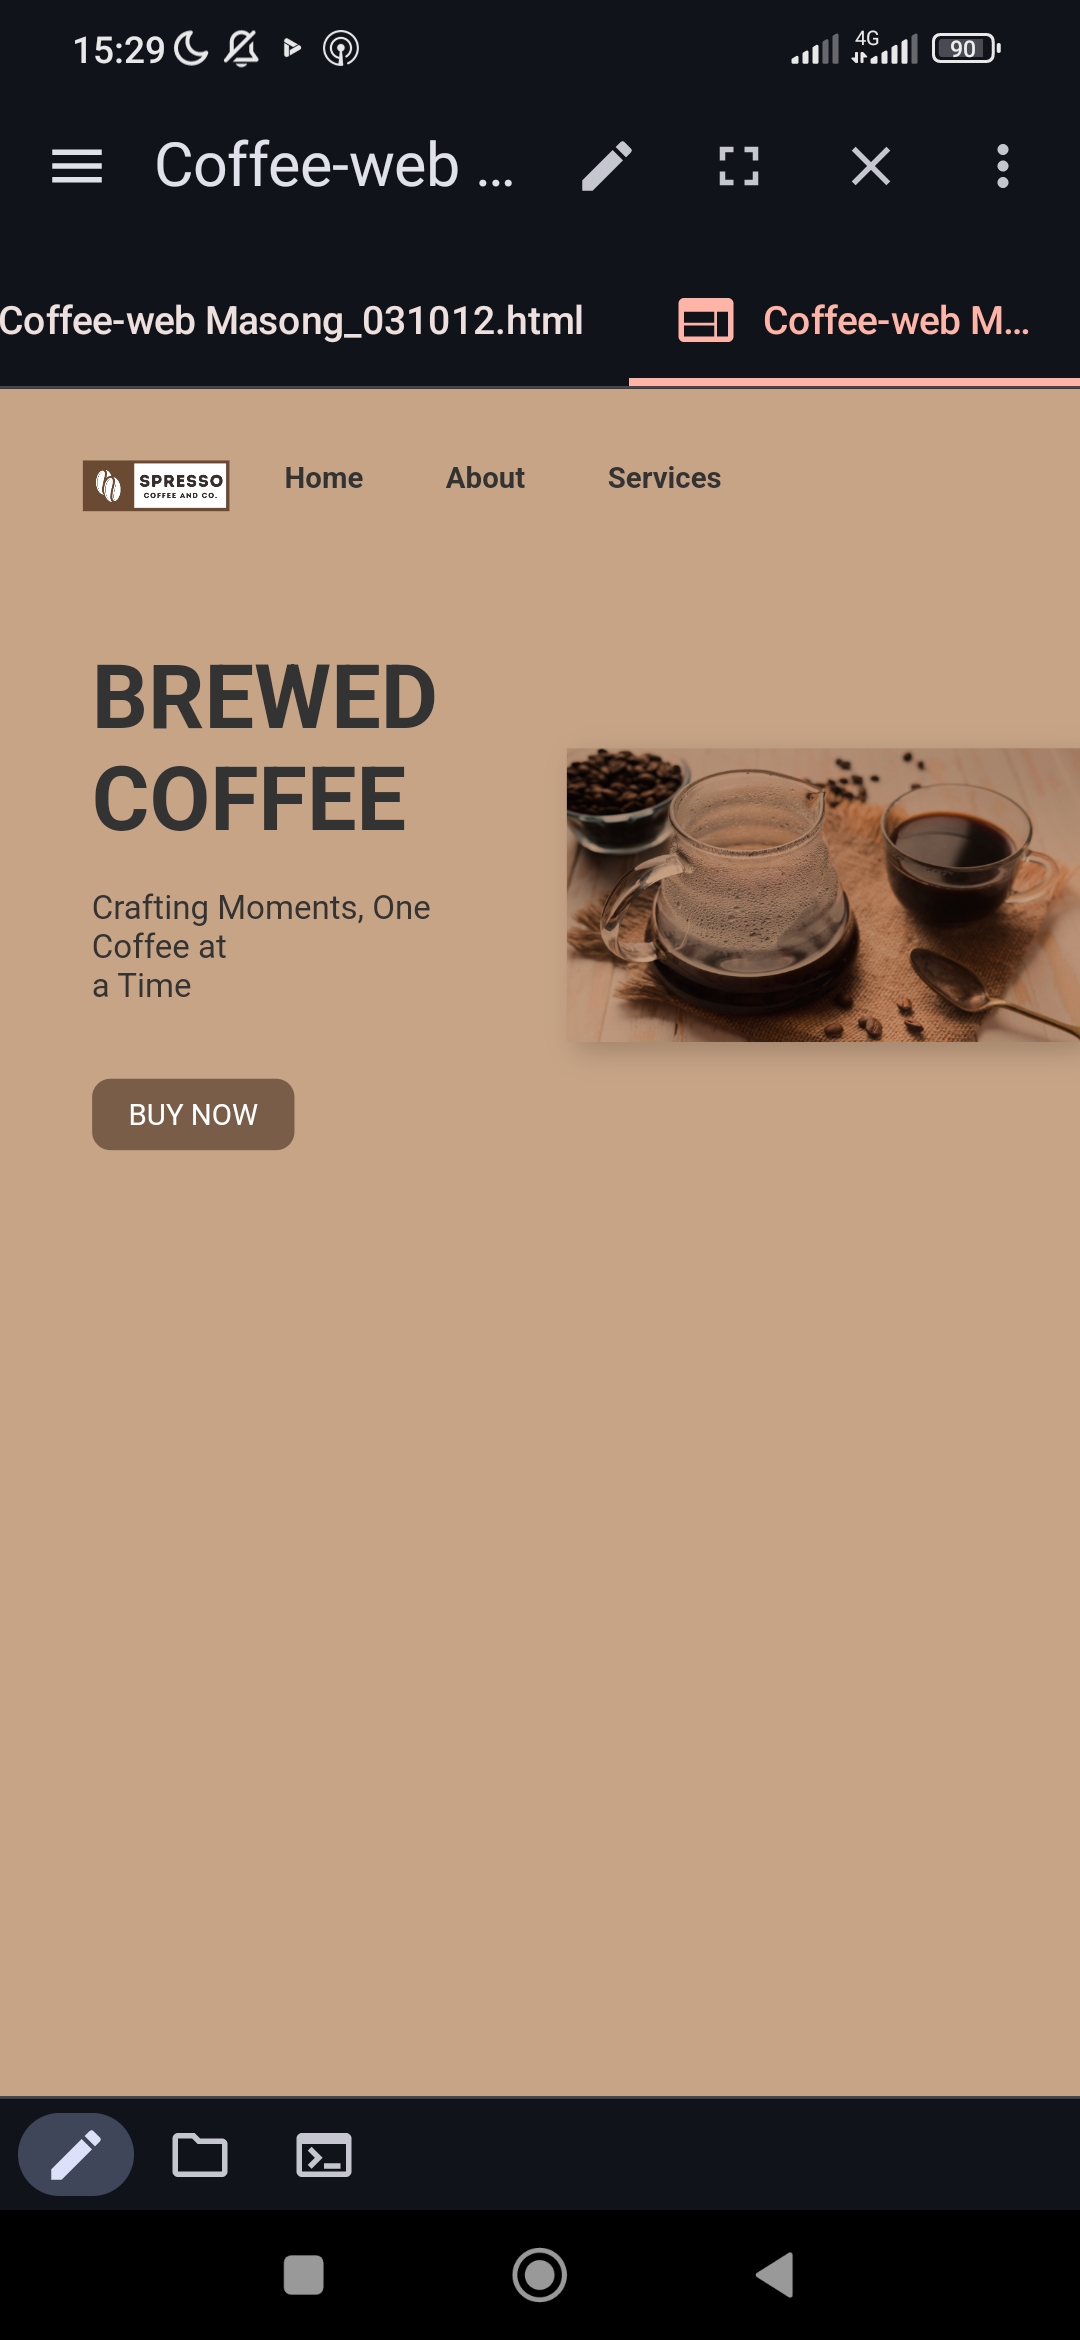 15:29
4G
90
Coffee-web ...
Coffee-web Masong_031012.html
Coffee-web M...
SPRESSO
COFFEE AND CO.
Home
About
Services
BREWED
COFFEE
Crafting Moments, One
Coffee at
a Time
BUY NOW